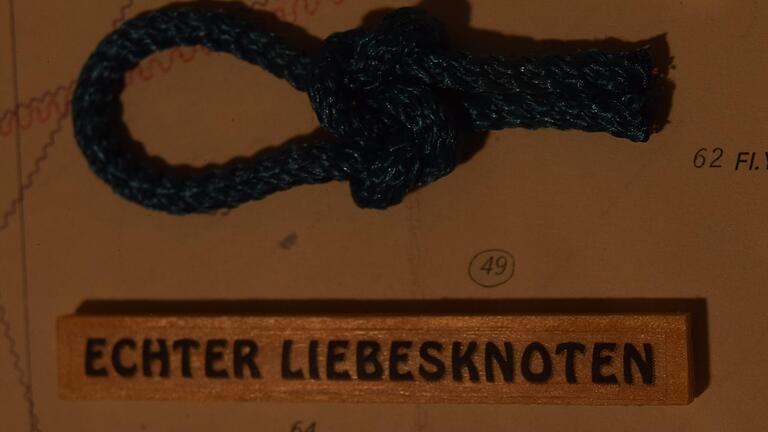 62 Fl.
49
ECHTER LIEBESKNOTEN
64